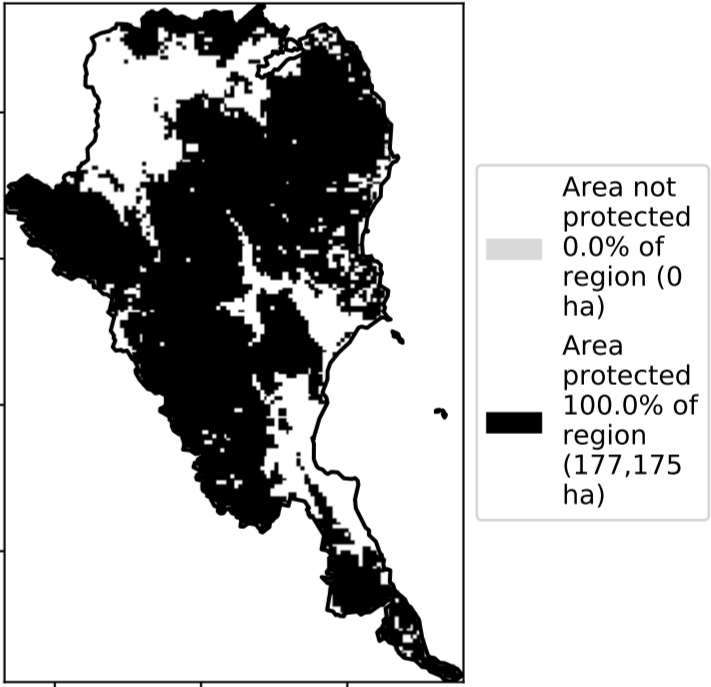 Area not
protected
0.0% of
region (0
ha)
Area
protected
100.0% of
region
(177,175
ha)